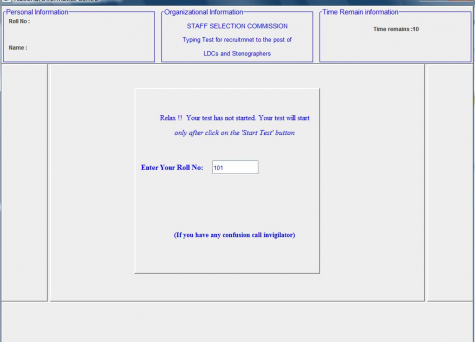 Personal Information
Roll No :
Name :
Organizational Information
STAFF SELECTION COMMISSION
Typing Test for recruitmnet to the post of
LDCs and Stenographers
Time Remain information
Time remains :10
Relax !! Your test has not started. Your test will start
only after click on the 'Start Test' button
Enter Your Roll No: 101
(If you have any confusion call invigilator)